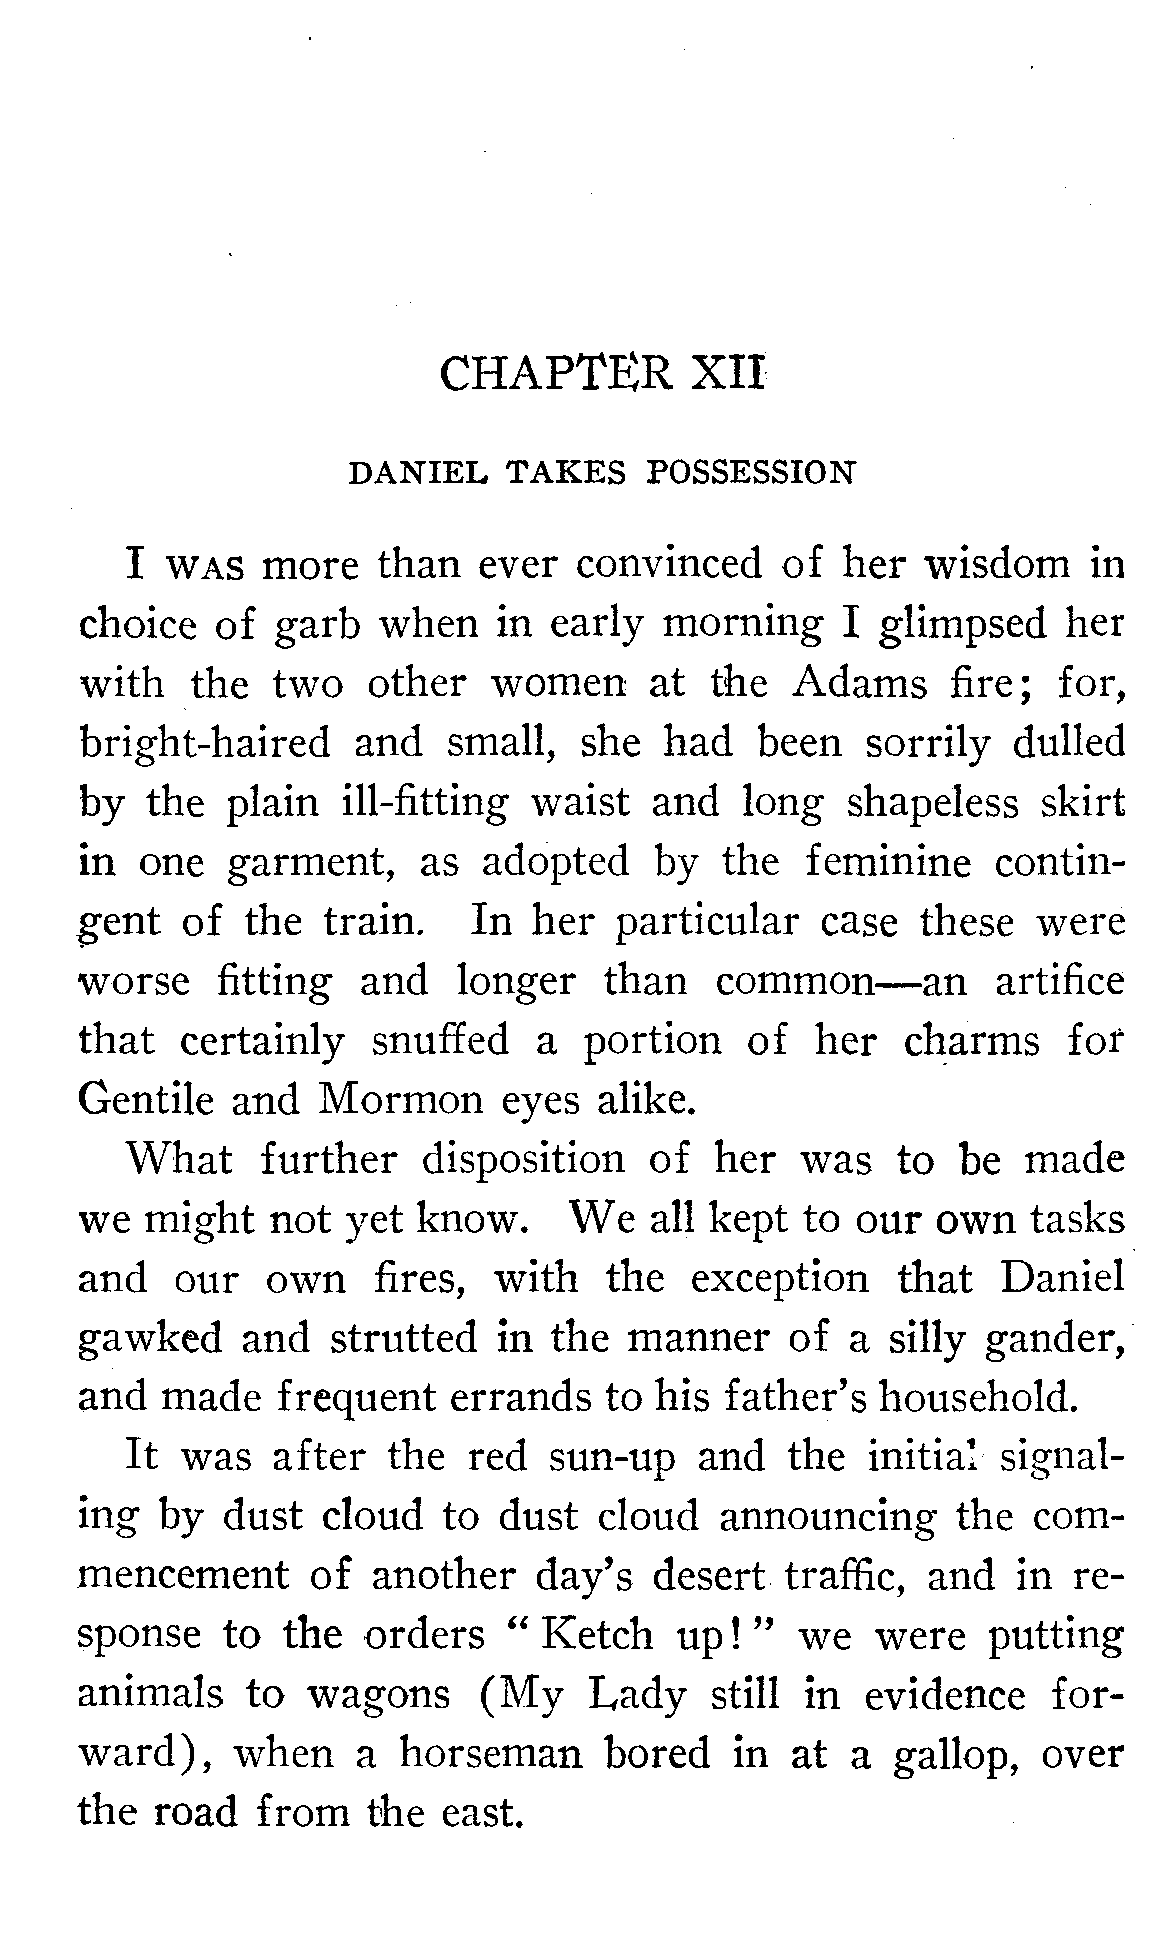 CHAPTER XII
DANIEL TAKES POSSESSION
I WAS more than ever convinced of her wisdom in
choice of garb when in early morning I glimpsed her
with the two other women at the Adams fire; for,
bright-haired and small, she had been sorrily dulled
by the plain ill-fitting waist and long shapeless skirt
in one garment, as adopted by the feminine contin-
gent of the train. In her particular case these were
worse fitting and longer than common—an artifice
that certainly snuffed a portion of her charms for
Gentile and Mormon eyes alike.
What further disposition of her was to be made
we might not yet know. We all kept to our own tasks
and our own fires, with the exception that Daniel
gawked and strutted in the manner of a silly gander,
and made frequent errands to his father's household.
It was after the red sun-up and the initial signal-
ing by dust cloud to dust cloud announcing the com-
mencement of another day's desert traffic, and in re-
sponse to the orders “ Ketch up! ” we were putting
animals to wagons (My Lady still in evidence for-
ward), when a horseman bored in at a gallop, over
the road from the east.